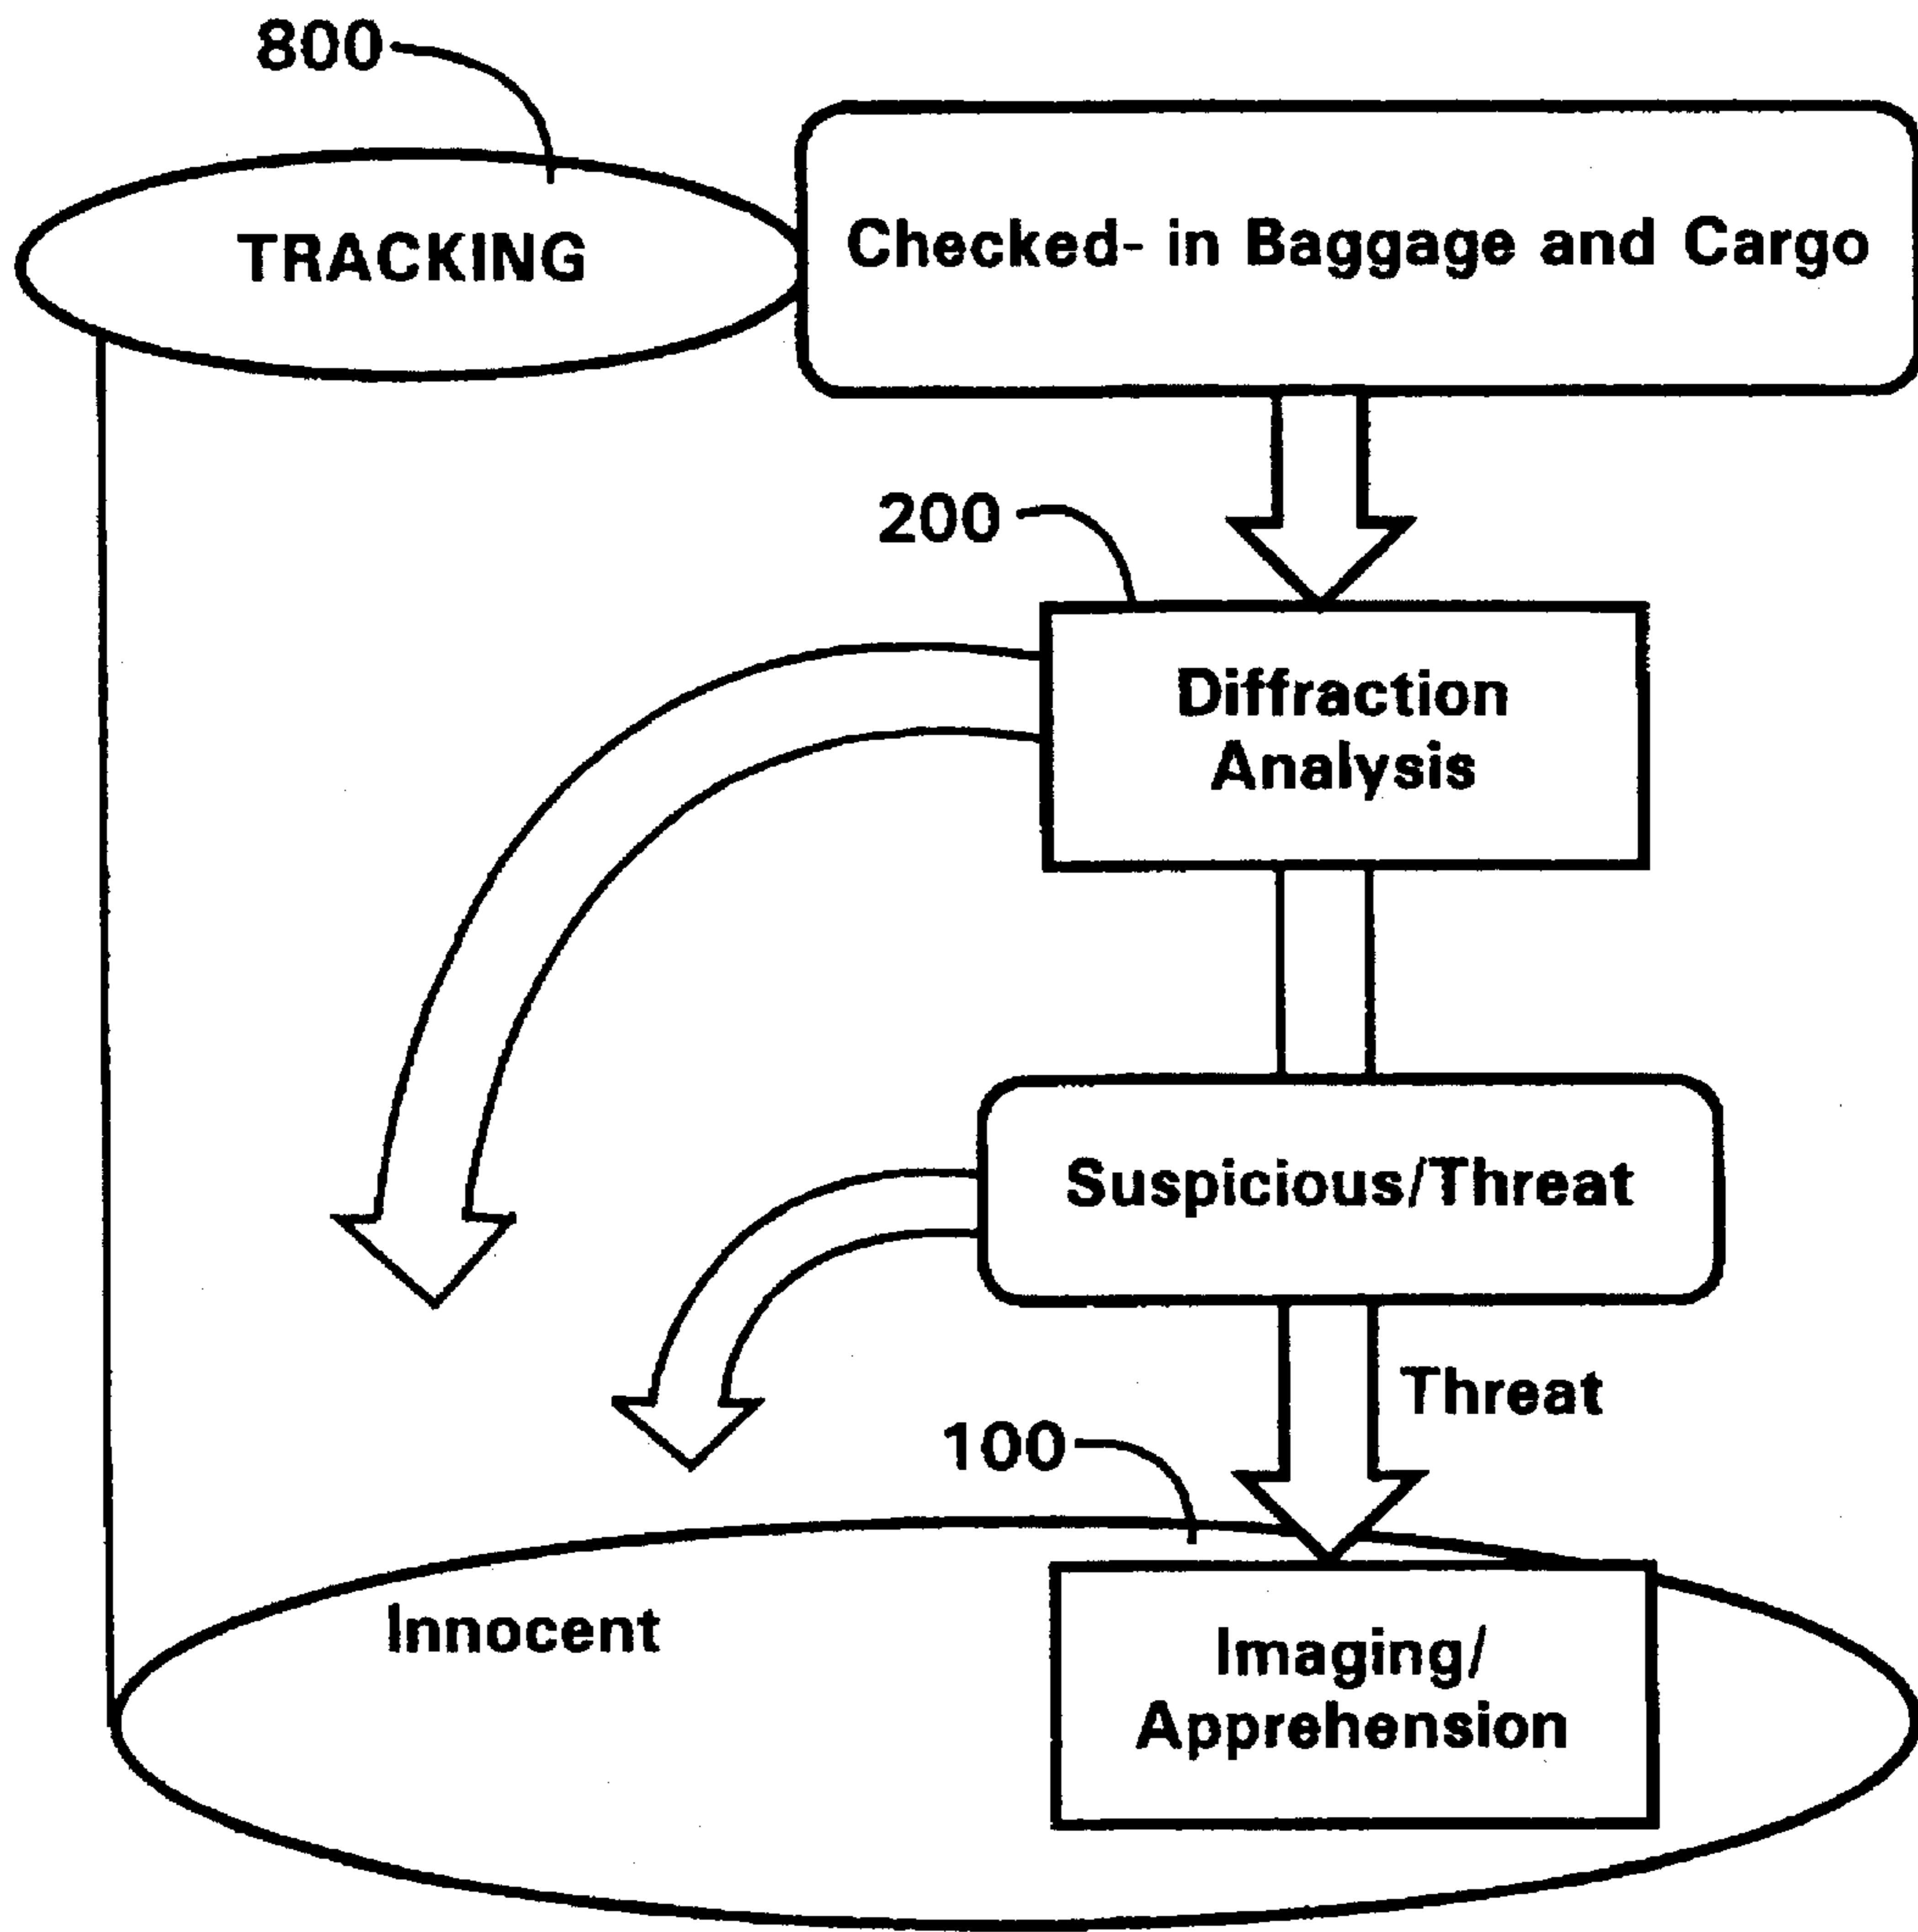 800
TRACKING
Checked- in Baggage and Cargo
200
Diffraction
Analysis
Suspicious/Threat
Threat
100
Innocent
Imaging/
Apprehension